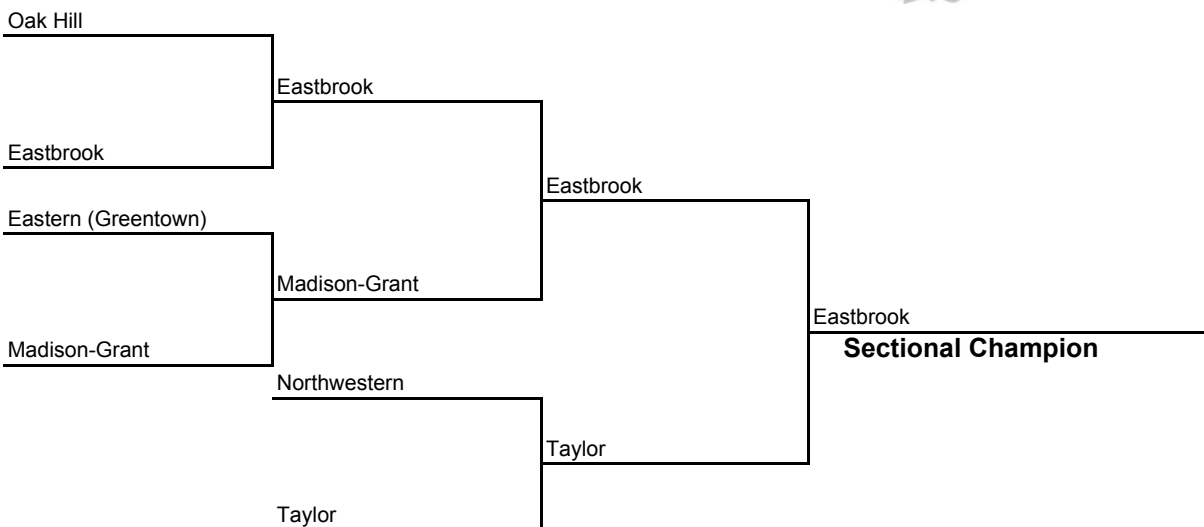 Oak Hill
Eastbrook
Eastbrook
Eastbrook
Eastern (Greentown)
Madison-Grant
Eastbrook
Madison-Grant
Sectional Champion
Northwestern
Taylor
Taylor